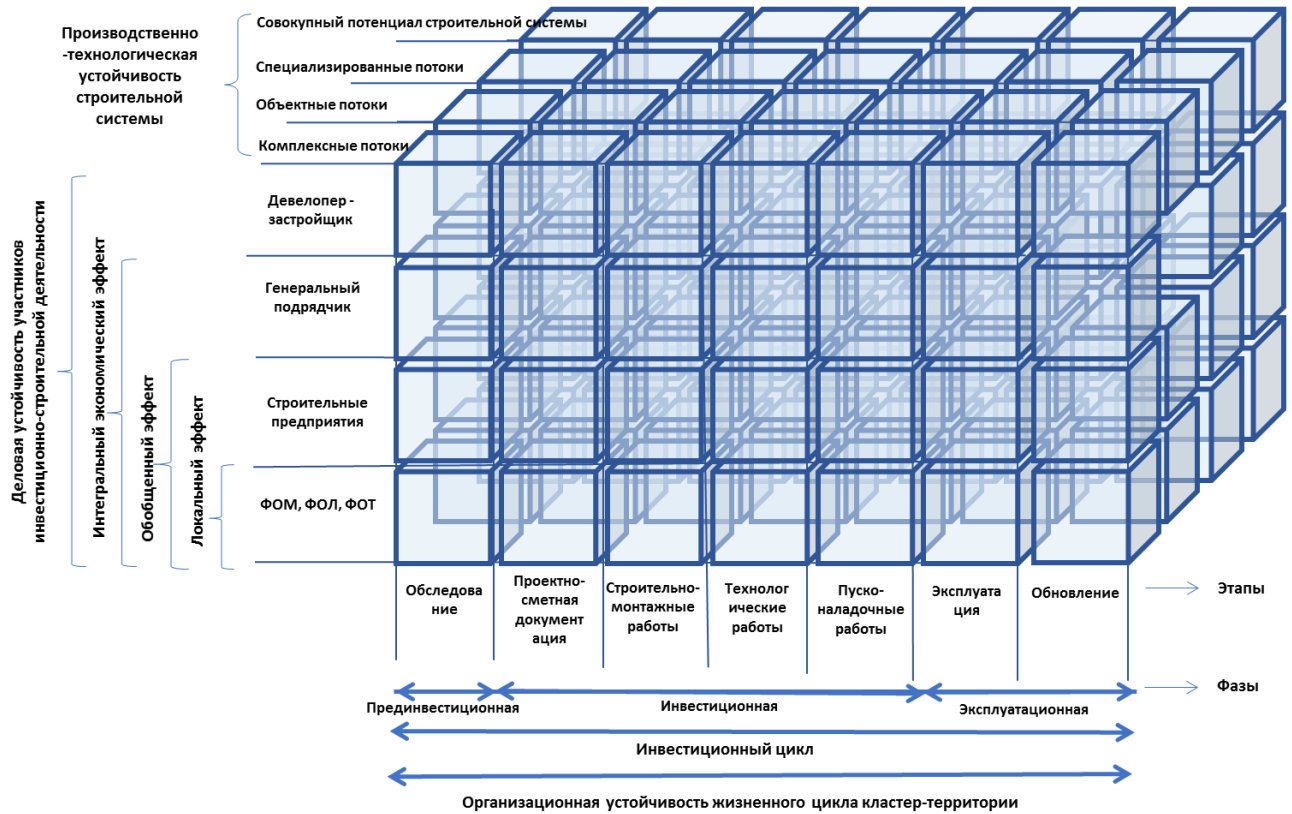 Производственно
-технологическая
устойчивость
строительной
системы
Совокупный потенциал строительной системы
Специализированные потоки
Объектные потоки
Комплексные потоки
Деловая устойчивость участников
инвестиционно-строительной деятельности
Интегральный экономический эффект
Обобщенный эффект
Локальный эффект
Девелопер -
застройщик
Генеральный
подрядчик
Строительные
предприятия
ФОМ, ФОЛ, ФОТ
Обследова
ние
Проектно-
сметная
документ
ация
Строительно-
монтажные
работы
Технолог
ические
работы
Пуско-
наладочные
работы
Эксплуата
ция
Обновление
Этапы
Прединвестиционная
Инвестиционная
Эксплуатационная
Фазы
Инвестиционный цикл
Организационная устойчивость жизненного цикла кластер-территории